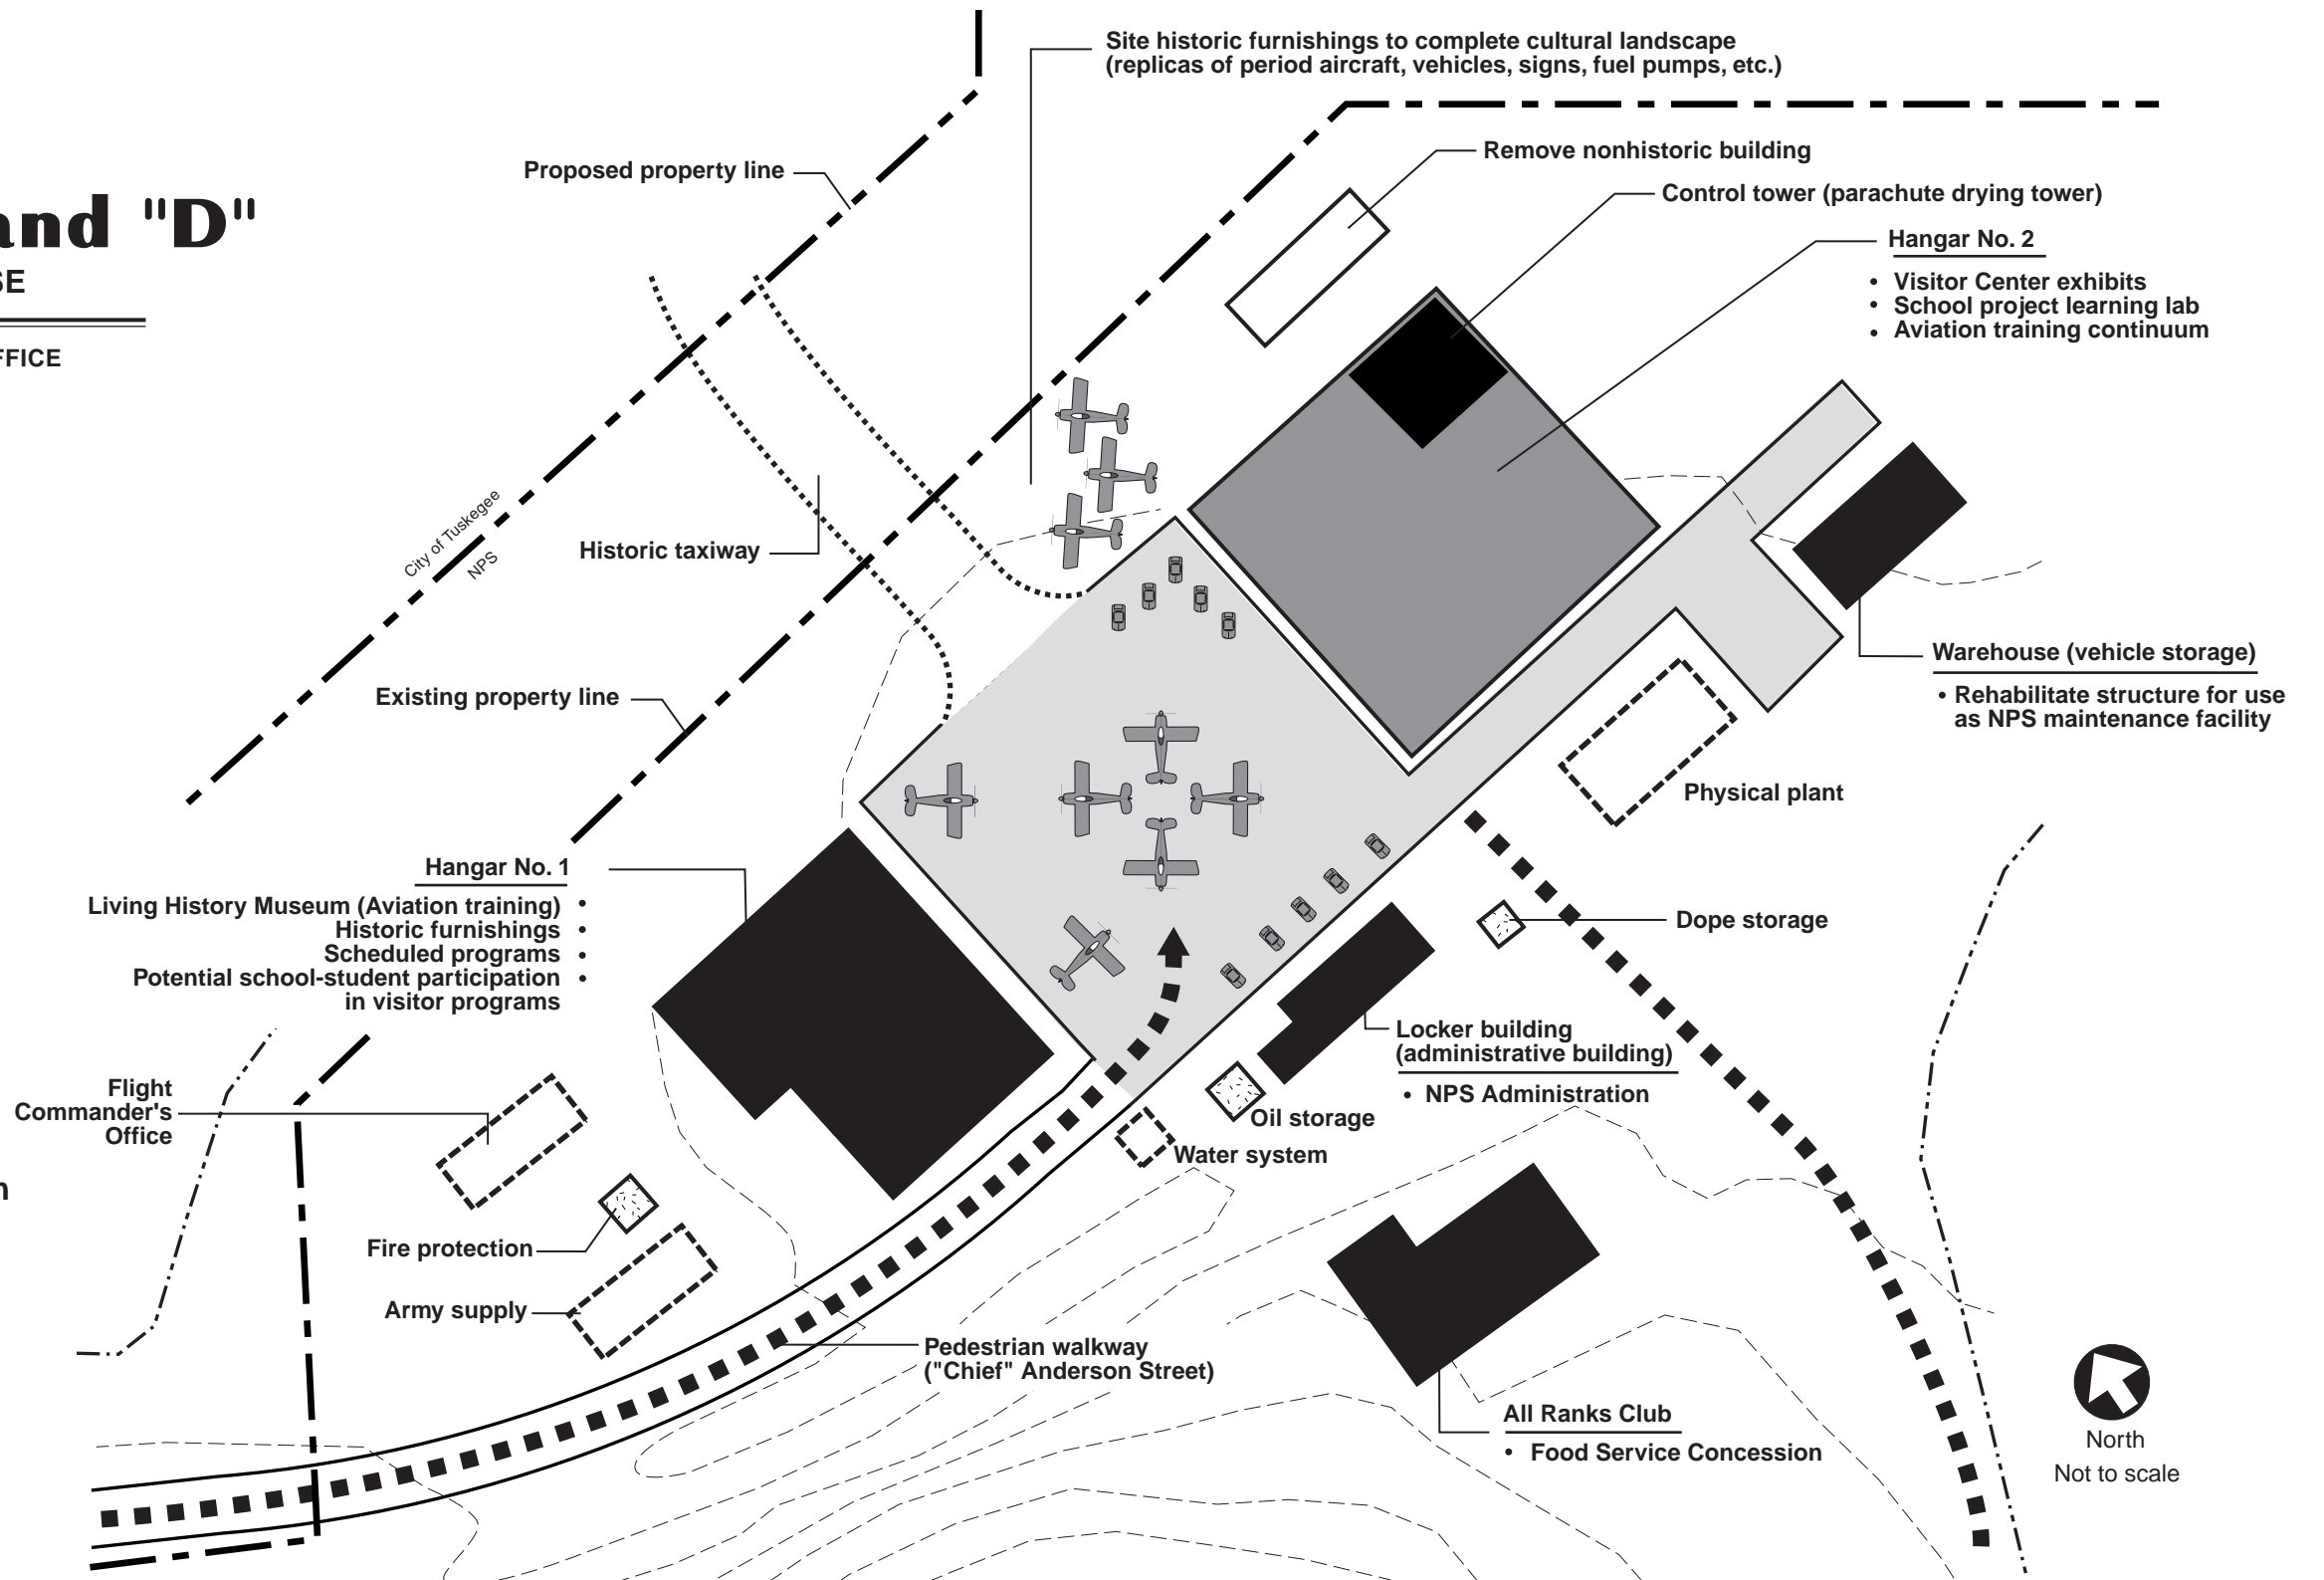 and "D"
SE
FFICE
Site historic furnishings to complete cultural landscape
(replicas of period aircraft, vehicles, signs, fuel pumps, etc.)
Remove nonhistoric building
Proposed property line
Control tower (parachute drying tower)
Hangar No. 2
• Visitor Center exhibits
• School project learning lab
• Aviation training continuum
City of Tuskegee
NPS
Historic taxiway
Existing property line
Warehouse (vehicle storage)
• Rehabilitate structure for use
as NPS maintenance facility
Physical plant
Hangar No. 1
Living History Museum (Aviation training) •
Historic furnishings •
Scheduled programs •
Potential school-student participation •
in visitor programs
Dope storage
Locker building
(administrative building)
• NPS Administration
Flight
Commander's
Office
Oil storage
Water system
n
Fire protection
Army supply
Pedestrian walkway
("Chief" Anderson Street)
All Ranks Club
• Food Service Concession
North
Not to scale